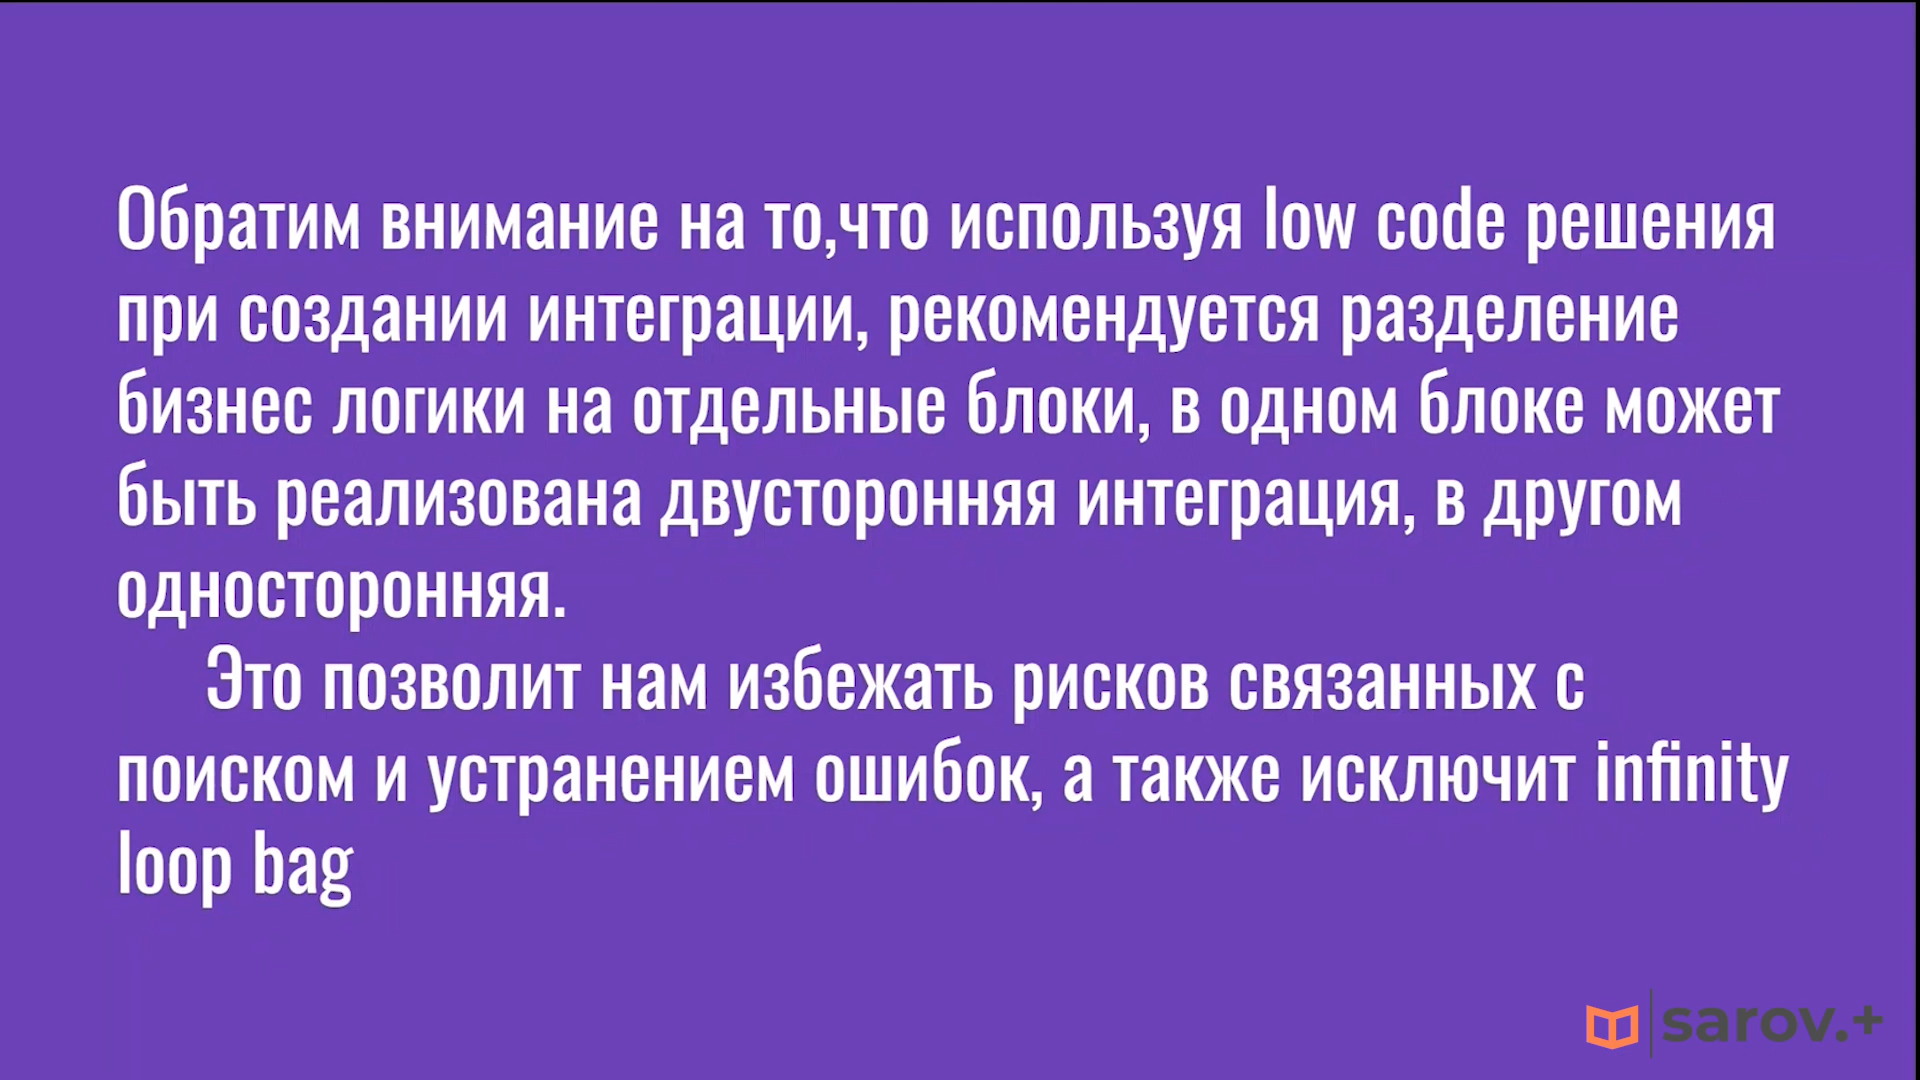 Обратим внимание на то,что используя low code решения
при создании интеграции, рекомендуется разделение
бизнес логики на отдельные блоки, в одном блоке может
быть реализована двусторонняя интеграция, в другом
односторонняя.
Это позволит нам избежать рисков связанных с
поиском и устранением ошибок, а также исключит infinity
loop bag
sarov.+